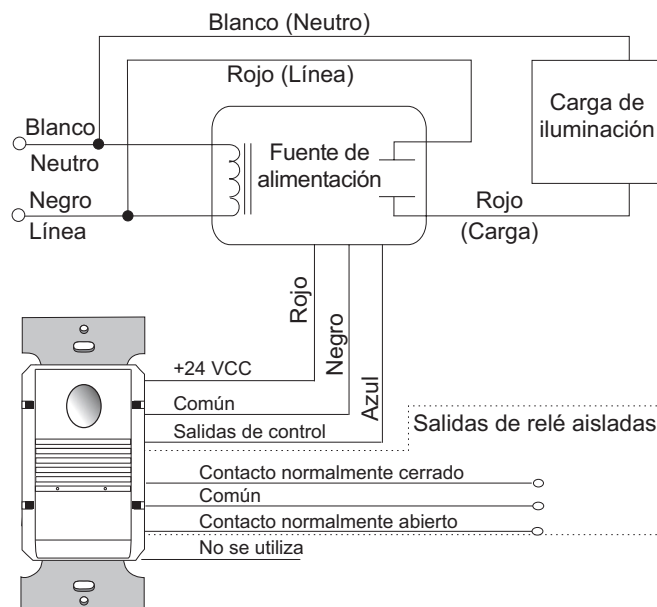 Blanco (Neutro)
Rojo (Línea)
Carga de
iluminación
Blanco
Neutro
Fuente de
alimentación
Negro
Línea
Rojo
(Carga)
Rojo
Negro
Azul
+24 VCC
Común
Salidas de control
Salidas de relé aisladas
Contacto normalmente cerrado
Común
Contacto normalmente abierto
No se utiliza